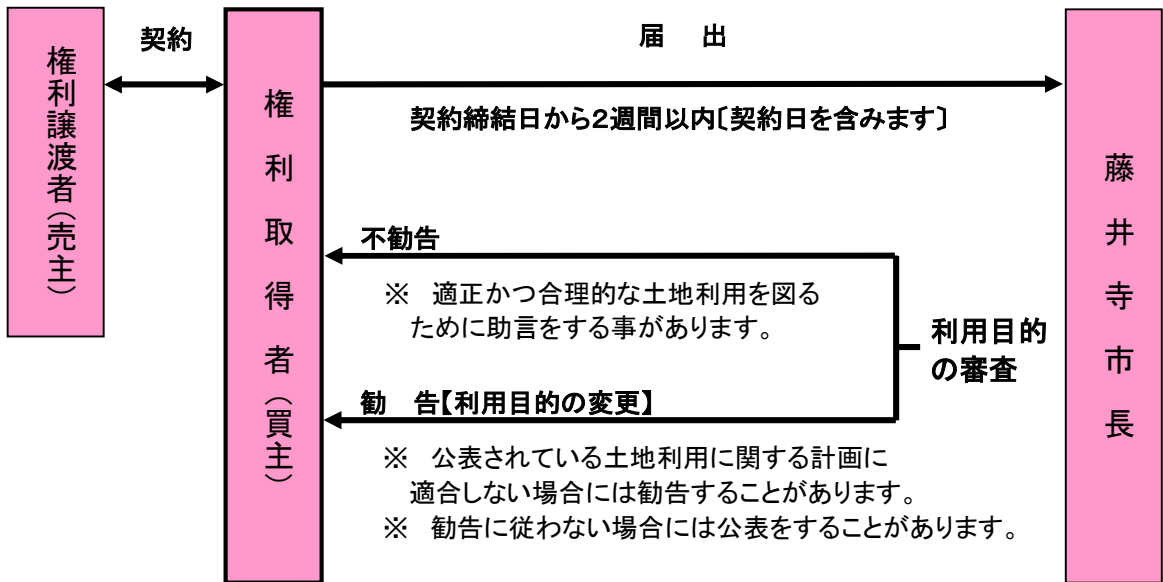 権利譲渡者（売主）
契約
権利取得者（買主）
届　出
契約締結日から２週間以内〔契約日を含みます〕
不勧告
※　適正かつ合理的な土地利用を図る
ために助言をする事があります。
利用目的
の審査
勧　告【利用目的の変更】
※　公表されている土地利用に関する計画に
適合しない場合には勧告することがあります。
※　勧告に従わない場合には公表をすることがあります。
藤井寺市長